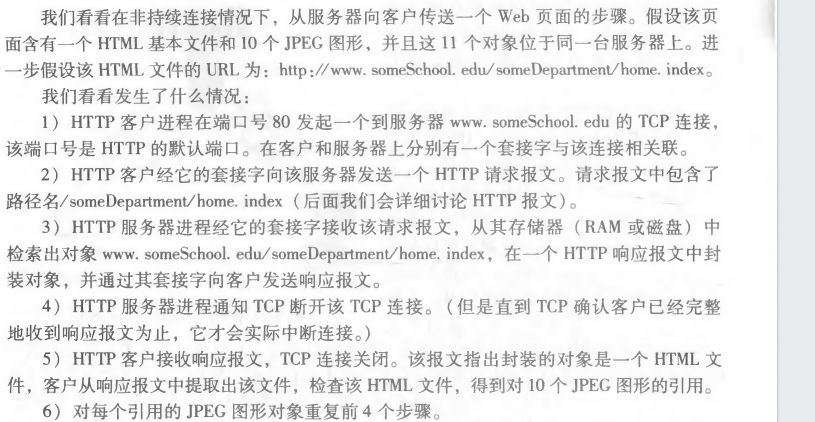 我们看看在非持续连接情况下，从服务器向客户传送一个 Web 页面的步骤。假设该页
面含有一个 HTML 基本文件和 10 个 JPEG 图形，并且这 11 个对象位于同一台服务器上。进
一步假设该 HTML 文件的 URL 为：http://www. someSchool. edu/someDepartment/home. index。
我们看看发生了什么情况：
1）HTTP 客户进程在端口号 80 发起一个到服务器 www. someSchool. edu 的 TCP 连接，
该端口号是 HTTP 的默认端口。在客户和服务器上分别有一个套接字与该连接相关联。
2）HTTP 客户经它的套接字向该服务器发送一个 HTTP 请求报文。请求报文中包含了
路径名/someDepartment/home. index（后面我们会详细讨论 HTTP 报文）。
3）HTTP 服务器进程经它的套接字接收该请求报文，从其存储器（RAM 或磁盘）中
检索出对象 www. someSchool. edu/someDepartment/home. index，在一个 HTTP 响应报文中封
装对象，并通过其套接字向客户发送响应报文。
4）HTTP 服务器进程通知 TCP 断开该 TCP 连接。（但是直到 TCP 确认客户已经完整
地收到响应报文为止，它才会实际中断连接。）
5）HTTP 客户接收响应报文，TCP 连接关闭。该报文指出封装的对象是一个 HTML 文
件，客户从响应报文中提取出该文件，检查该 HTML 文件，得到对 10 个 JPEG 图形的引用。
6）对每个引用的 JPEG 图形对象重复前 4 个步骤。